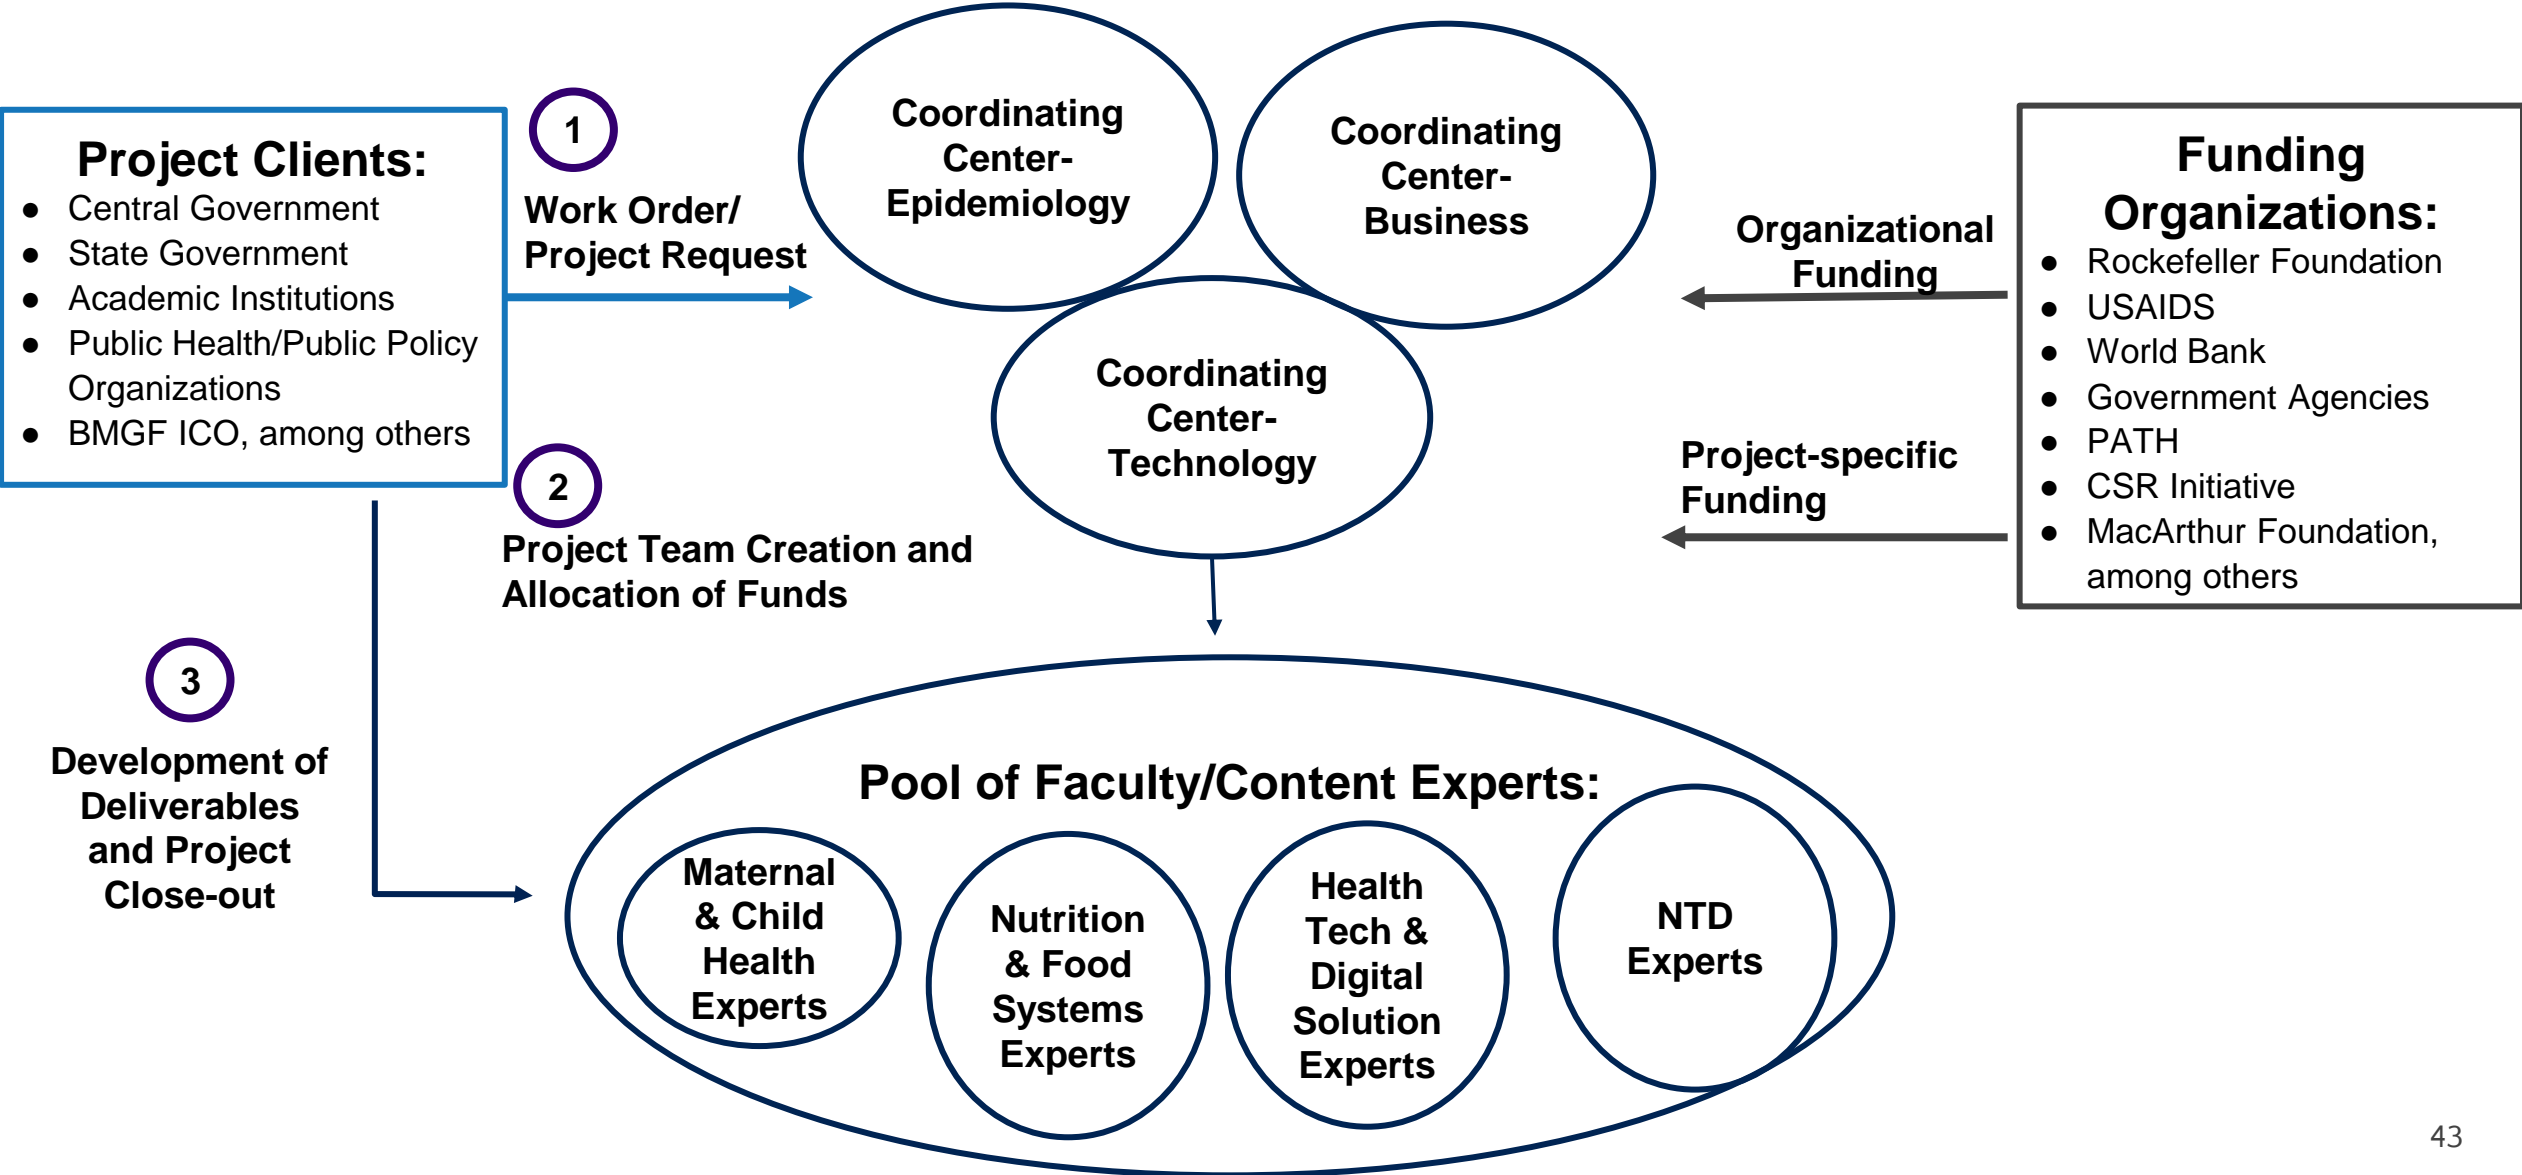 Project Clients:
● Central Government
● State Government
● Academic Institutions
● Public Health/Public Policy
Organizations
● BMGF ICO, among others
1
Work Order/
Project Request
Coordinating
Center-
Epidemiology
Coordinating
Center-
Business
Coordinating
Center-
Technology
Organizational
Funding
Project-specific
Funding
Funding
Organizations:
● Rockefeller Foundation
● USAIDS
● World Bank
● Government Agencies
● PATH
● CSR Initiative
● MacArthur Foundation,
among others
2
Project Team Creation and
Allocation of Funds
3
Development of
Deliverables
and Project
Close-out
Pool of Faculty/Content Experts:
Maternal
& Child
Health
Experts
Nutrition
& Food
Systems
Experts
Health
Tech &
Digital
Solution
Experts
NTD
Experts
43